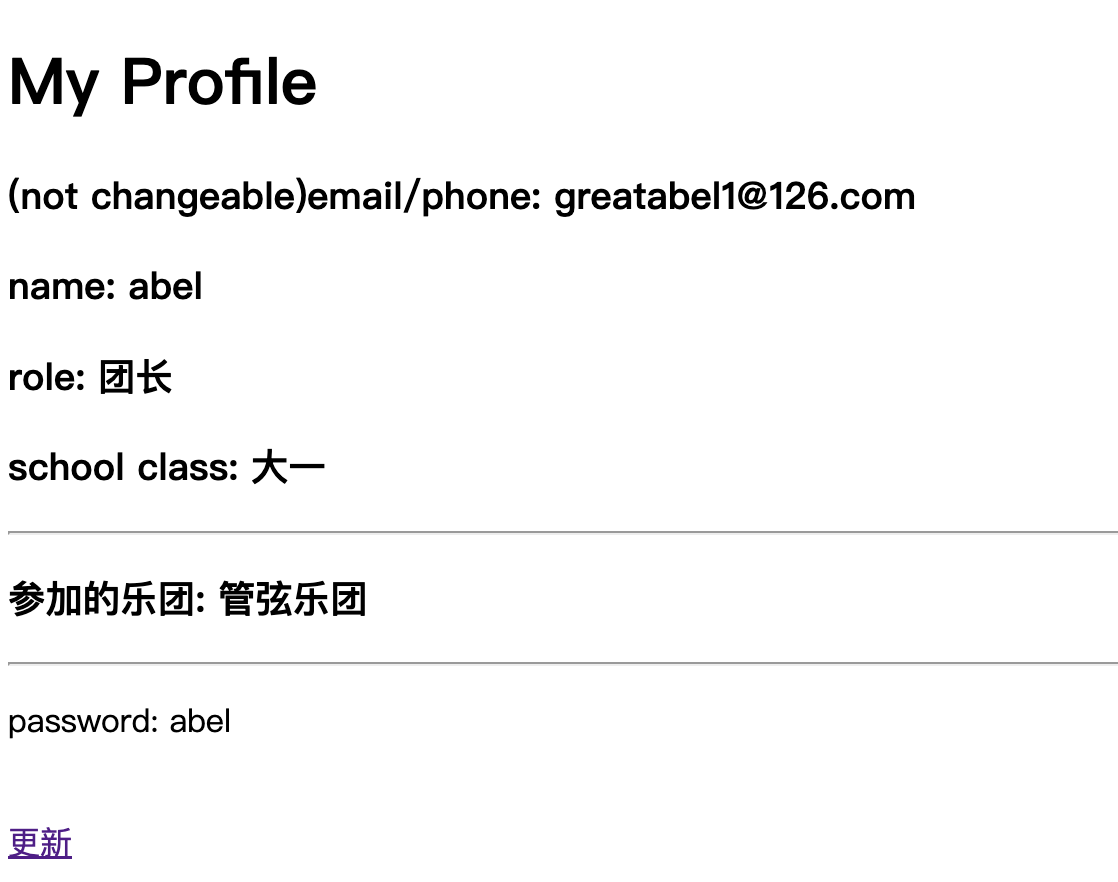 My Profile
(not changeable)email/phone: greatabel1@126.com
name: abel
role: 团长
school class: 大一
参加的乐团: 管弦乐团
password: abel
更新